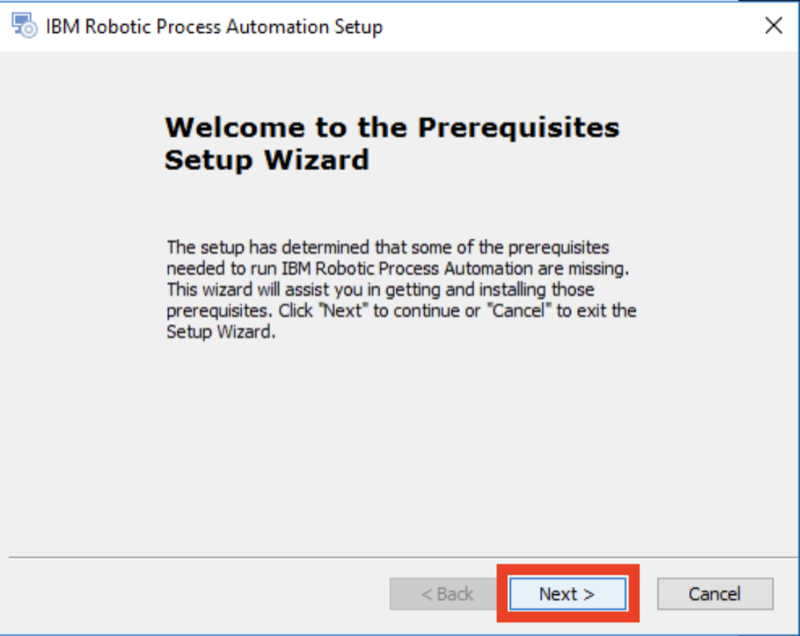 IBM Robotic Process Automation Setup
Welcome to the Prerequisites
Setup Wizard
The setup has determined that some of the prerequisites
needed to run IBM Robotic Process Automation are missing.
This wizard will assist you in getting and installing those
prerequisites. Click "Next" to continue or "Cancel" to exit the
Setup Wizard.
< Back
Next >
Cancel